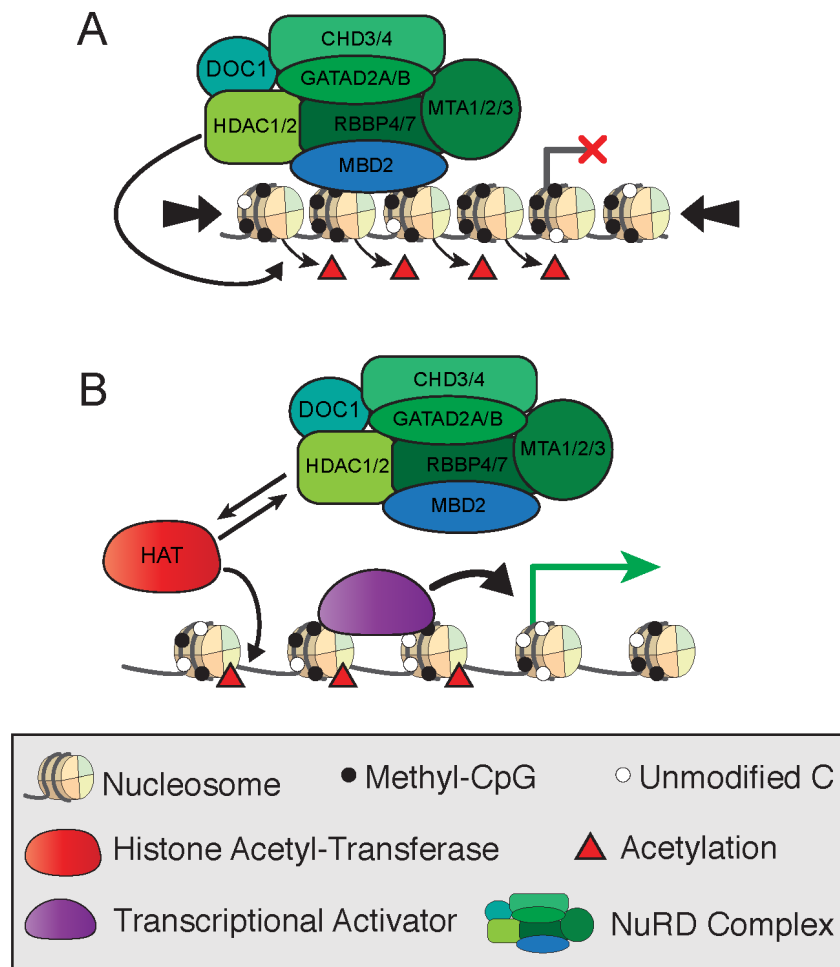 A
CHD3/4
DOC1
GATAD2A/B
MTA1/2/3
HDAC1/2
RBBP4/7
MBD2
B
CHD3/4
DOC1
GATAD2A/B
MTA1/2/3
HDAC1/2
RBBP4/7
MBD2
HAT
Nucleosome
Methyl-CpG
Unmodified C
Histone Acetyl-Transferase
Acetylation
Transcriptional Activator
NuRD Complex